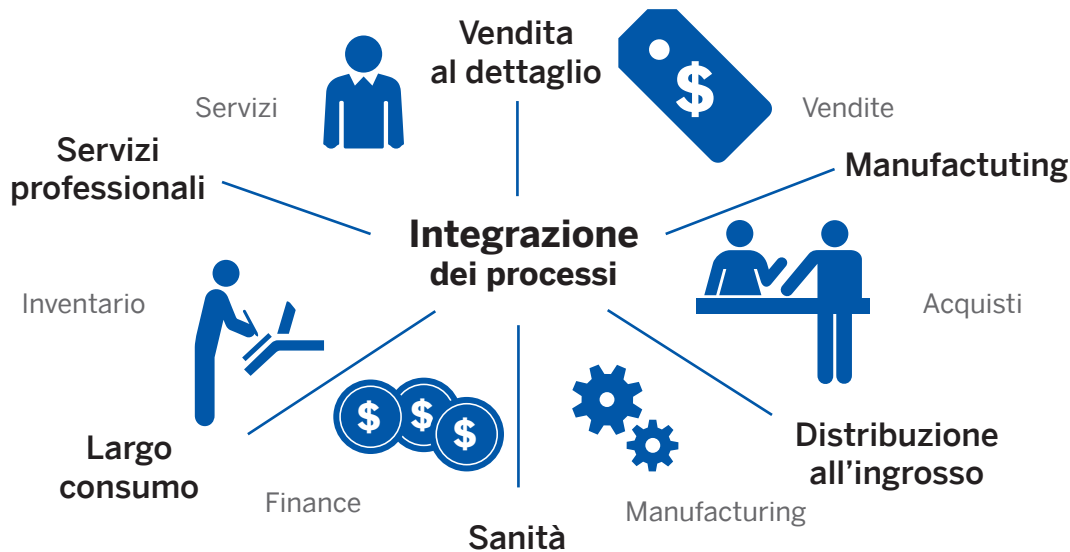 Vendita
al dettaglio
$
Servizi
Vendite
Servizi
professionali
Manufactuting
Integrazione
dei processi
Inventario
Acquisti
$ $ $
Largo
consumo
Distribuzione
all'ingrosso
Finance
Manufacturing
Sanità